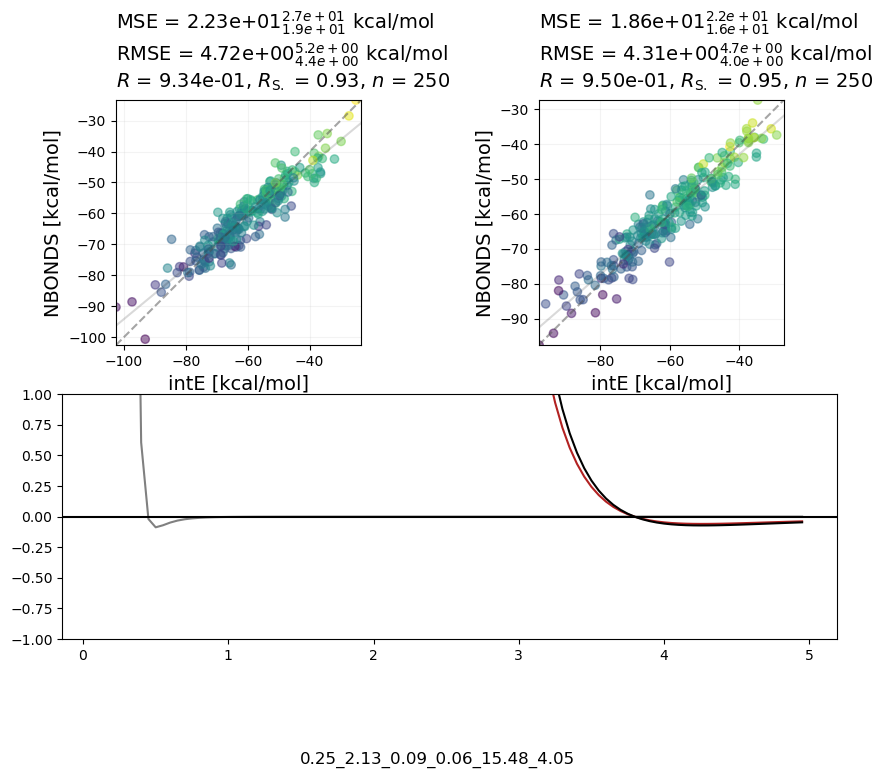 MSE = 2.23e+01 2.7e+01 1.9e+01 kcal/mol
RMSE = 4.72e+00 5.2e+00 4.4e+00 kcal/mol
R = 9.34e-01, R_S. = 0.93, n = 250
MSE = 1.86e+01 2.2e+01 1.6e+01 kcal/mol
RMSE = 4.31e+00 4.7e+00 4.0e+00 kcal/mol
R = 9.50e-01, R_S. = 0.95, n = 250
NBONDS [kcal/mol]
−30
−40
−50
−60
−70
−80
−90
−100
−100 −80 −60 −40
intE [kcal/mol]
NBONDS [kcal/mol]
−30
−40
−50
−60
−70
−80
−90
−80 −60 −40
intE [kcal/mol]
1.00
0.75
0.50
0.25
0.00
−0.25
−0.50
−0.75
−1.00
0 1 2 3 4 5
0.25_2.13_0.09_0.06_15.48_4.05